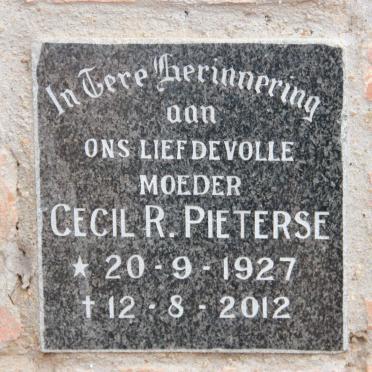 In Tere Herinnering
aan
ONS LIEFDEVOLLE
MOEDER
CECIL R. PIETERSE
★ 20-9-1927
✝ 12-8-2012